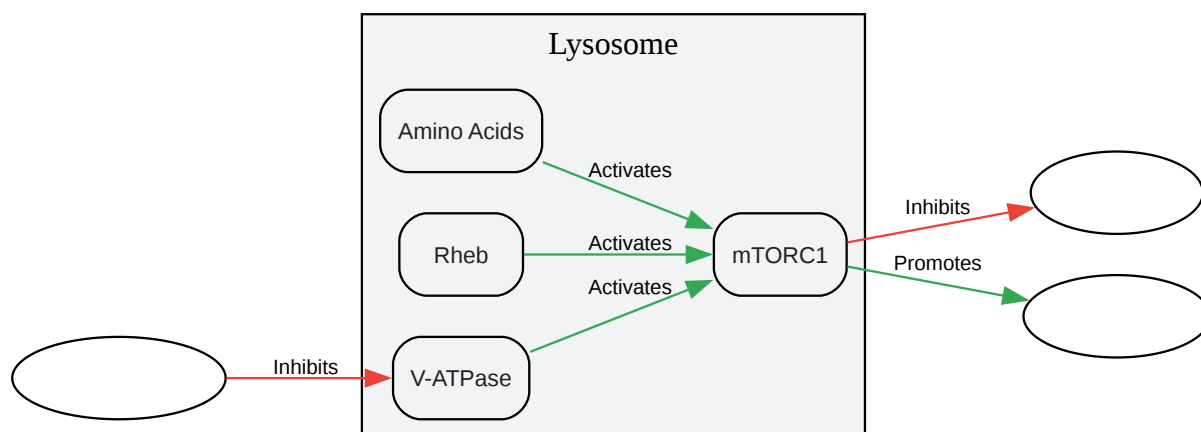 Lysosome
Amino Acids
Activates
Rheb
Activates
mTORC1
Inhibits
Promotes
Activates
Inhibits
V-ATPase